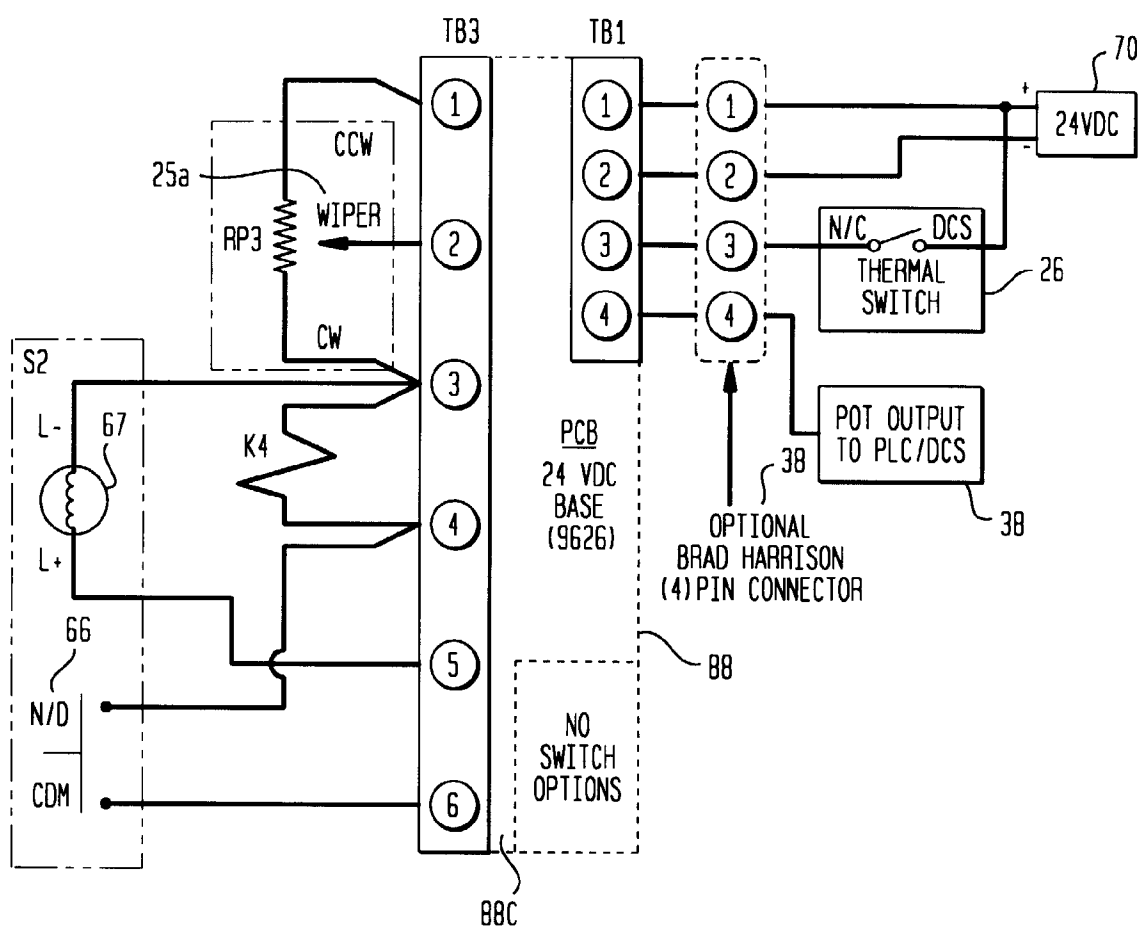 TB3
TB1
70
1
1
1
+
24VDC
-
CCW
25a
WIPER
2
2
RP3
2
3
3
N/C
DCS
THERMAL
SWITCH
26
4
4
CW
S2
3
L-
67
K4
PCB
24 VDC
BASE
(9626)
POT OUTPUT
TO PLC/DCS
38
38
OPTIONAL
BRAD HARRISON
(4)PIN CONNECTOR
4
L+
66
5
88
N/O
COM
NO
SWITCH
OPTIONS
6
88C